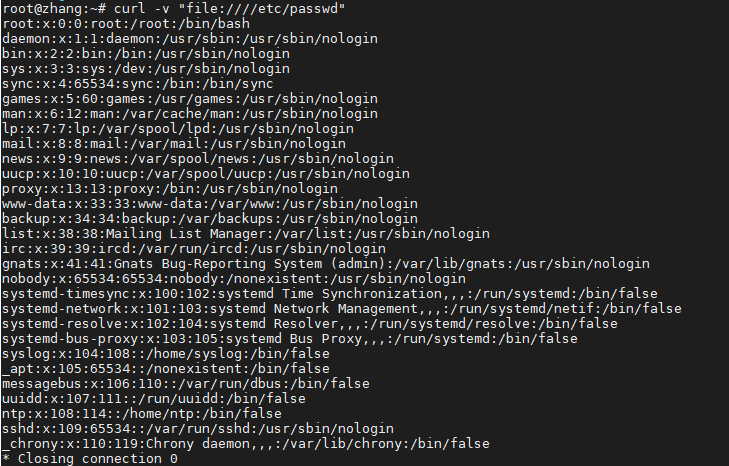 root@zhang:~# curl -v "file:////etc/passwd"
root:x:0:0:root:/root:/bin/bash
daemon:x:1:1:daemon:/usr/sbin:/usr/sbin/nologin
bin:x:2:2:bin:/bin:/usr/sbin/nologin
sys:x:3:3:sys:/dev:/usr/sbin/nologin
sync:x:4:65534:sync:/bin:/bin/sync
games:x:5:60:games:/usr/games:/usr/sbin/nologin
man:x:6:12:man:/var/cache/man:/usr/sbin/nologin
lp:x:7:7:lp:/var/spool/lpd:/usr/sbin/nologin
mail:x:8:8:mail:/var/mail:/usr/sbin/nologin
news:x:9:9:news:/var/spool/news:/usr/sbin/nologin
uucp:x:10:10:uucp:/var/spool/uucp:/usr/sbin/nologin
proxy:x:13:13:proxy:/bin:/usr/sbin/nologin
www-data:x:33:33:www-data:/var/www:/usr/sbin/nologin
backup:x:34:34:backup:/var/backups:/usr/sbin/nologin
list:x:38:38:Mailing List Manager:/var/list:/usr/sbin/nologin
irc:x:39:39:ircd:/var/run/ircd:/usr/sbin/nologin
gnats:x:41:41:Gnats Bug-Reporting System (admin):/var/lib/gnats:/usr/sbin/nologin
nobody:x:65534:65534:nobody:/nonexistent:/usr/sbin/nologin
systemd-timesync:x:100:102:systemd Time Synchronization,,,:/run/systemd:/bin/false
systemd-network:x:101:103:systemd Network Management,,,:/run/systemd/netif:/bin/false
systemd-resolve:x:102:104:systemd Resolver,,,:/run/systemd/resolve:/bin/false
systemd-bus-proxy:x:103:105:systemd Bus Proxy,,,:/run/systemd:/bin/false
syslog:x:104:108::/home/syslog:/bin/false
_apt:x:105:65534::/nonexistent:/bin/false
messagebus:x:106:110::/var/run/dbus:/bin/false
uuidd:x:107:111::/run/uuidd:/bin/false
ntp:x:108:114::/home/ntp:/bin/false
sshd:x:109:65534::/var/run/sshd:/usr/sbin/nologin
_chrony:x:110:119:Chrony daemon,,,:/var/lib/chrony:/bin/false
* Closing connection 0